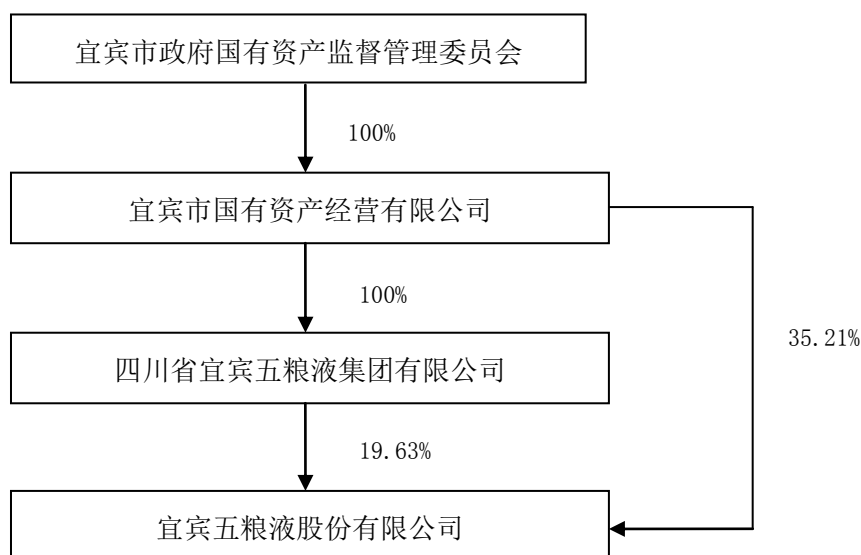 宜宾市政府国有资产监督管理委员会
100%
宜宾市国有资产经营有限公司
100%
35.21%
四川省宜宾五粮液集团有限公司
19.63%
宜宾五粮液股份有限公司